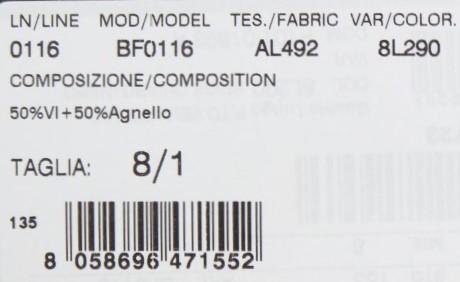 LN/LINE MOD/MODEL TES./FABRIC VAR/COLOR.
0116 BF0116 AL492 8L290
COMPOSIZIONE/COMPOSITION
50%VI+50%Agnello
TAGLIA: 8/1
135
8 058696 471552